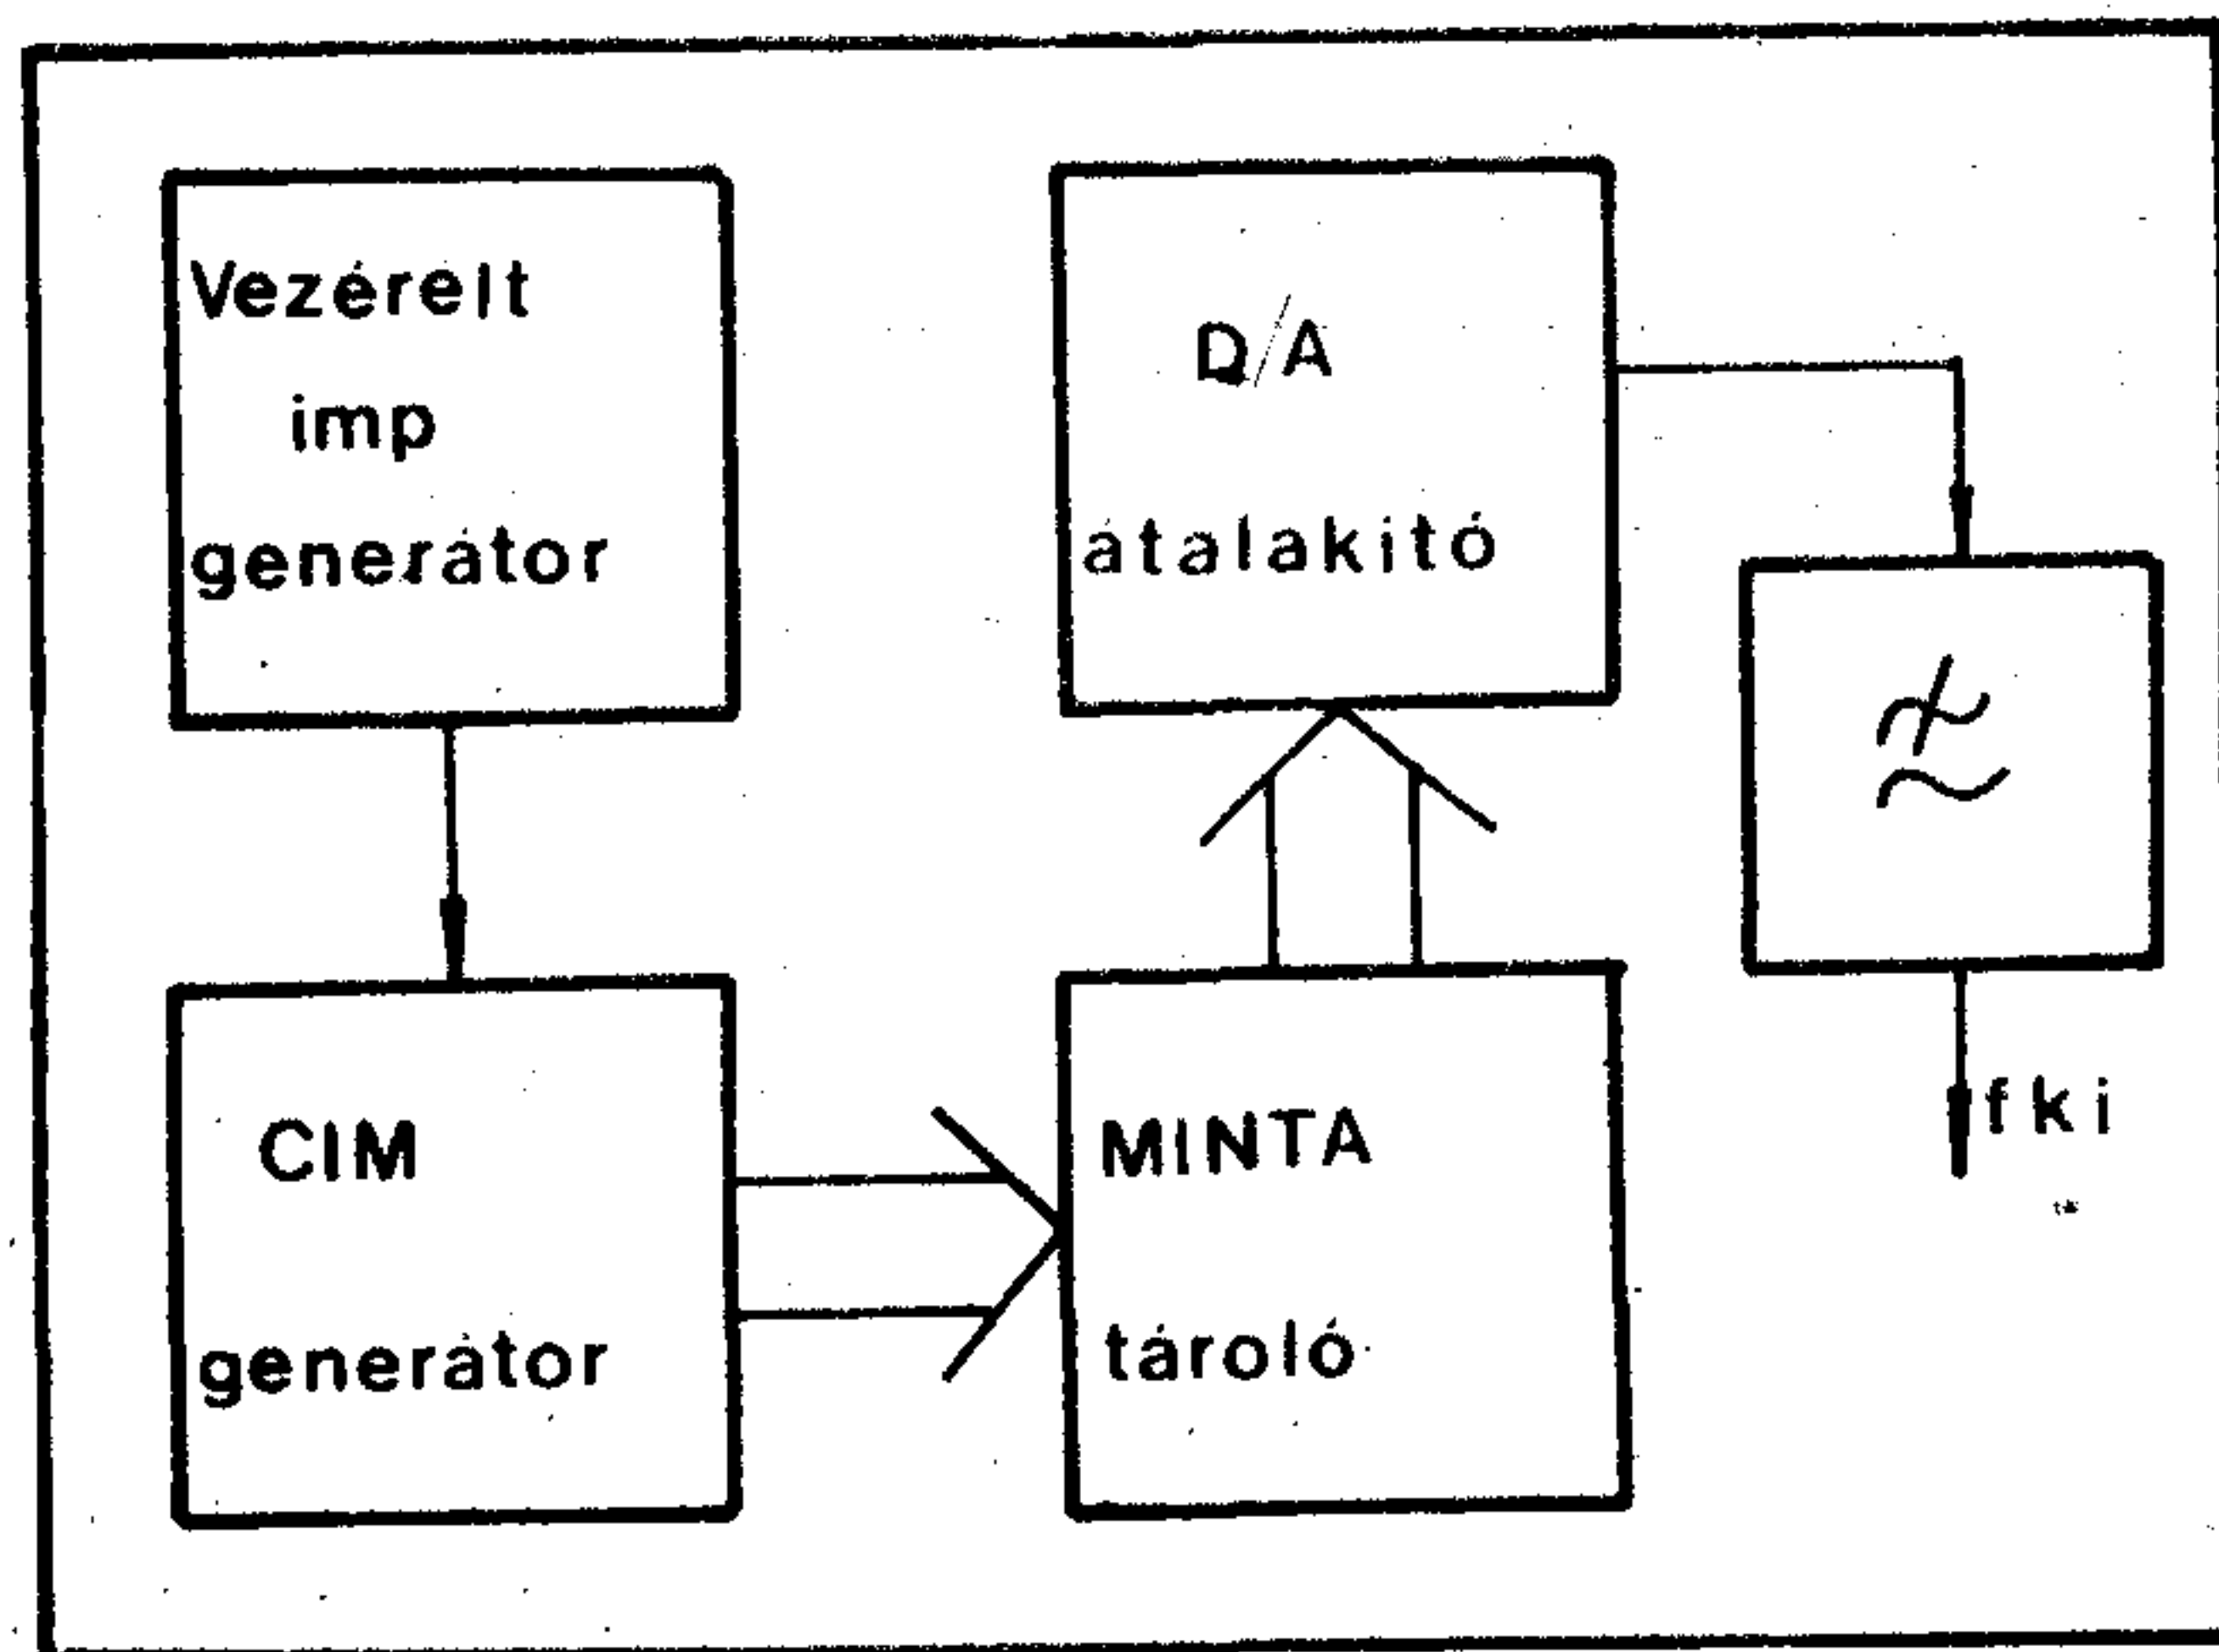 Vezérelt
imp
generátor
D/A
átalakító
CIM
generátor
MINTA
tároló
fki